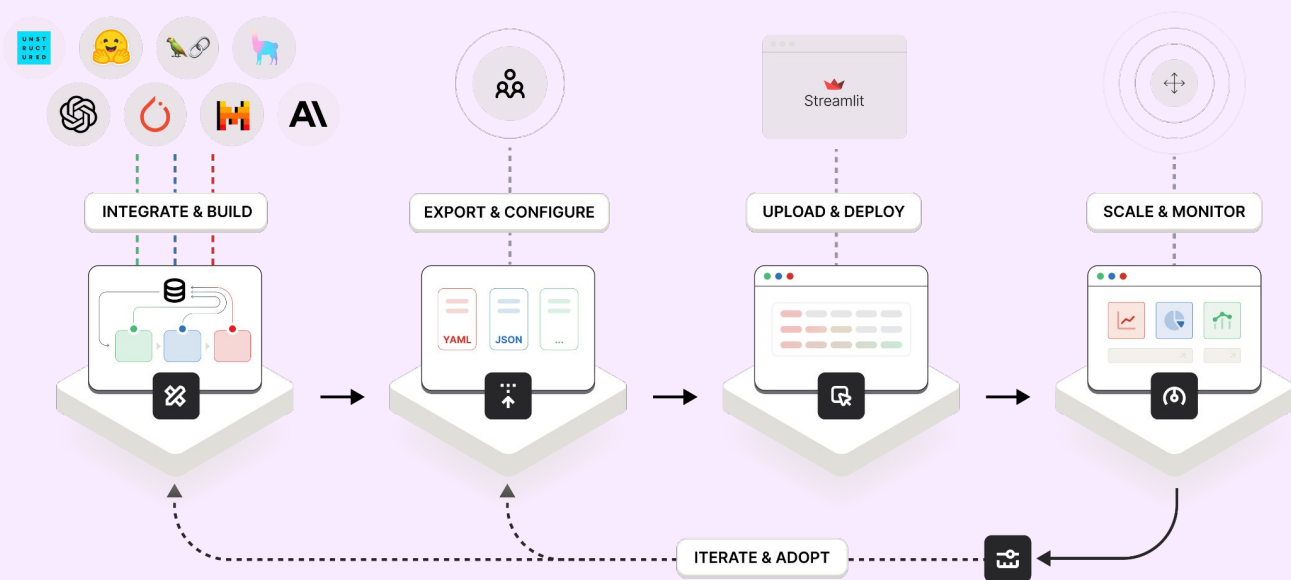 UNST
RUCT
URED
Streamlit
INTEGRATE & BUILD
EXPORT & CONFIGURE
UPLOAD & DEPLOY
SCALE & MONITOR
YAML
JSON
...
ITERATE & ADOPT